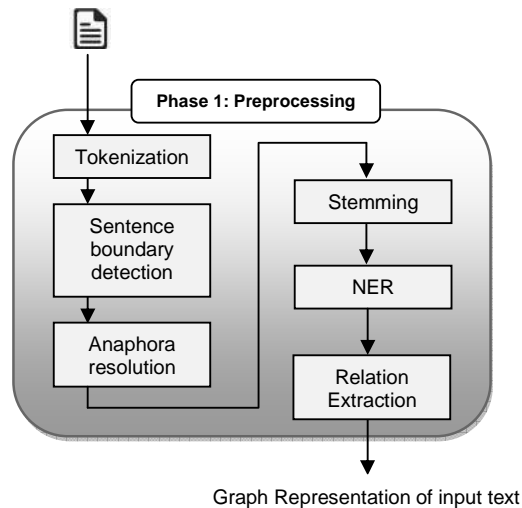 Phase 1: Preprocessing
Tokenization
Sentence
boundary
detection
Anaphora
resolution
Stemming
NER
Relation
Extraction
Graph Representation of input text